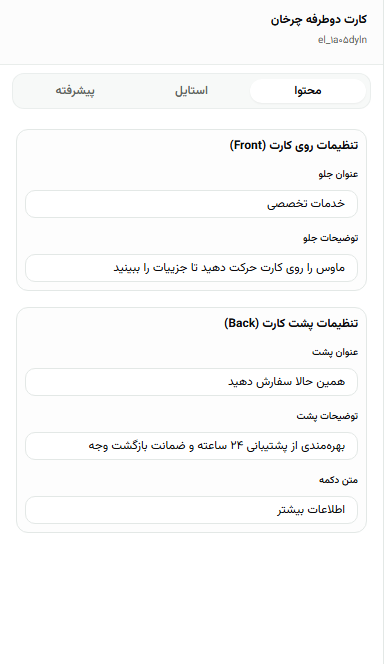 کارت دوطرفه چرخان
el_1a05dyln
محتوا
استایل
پیشرفته
تنظیمات روی کارت (Front)
عنوان جلو
خدمات تخصصی
توضیحات جلو
ماوس را روی کارت حرکت دهید تا جزییات را ببینید
تنظیمات پشت کارت (Back)
عنوان پشت
همین حالا سفارش دهید
توضیحات پشت
بهره‌مندی از پشتیبانی ۲۴ ساعته و ضمانت بازگشت وجه
متن دکمه
اطلاعات بیشتر